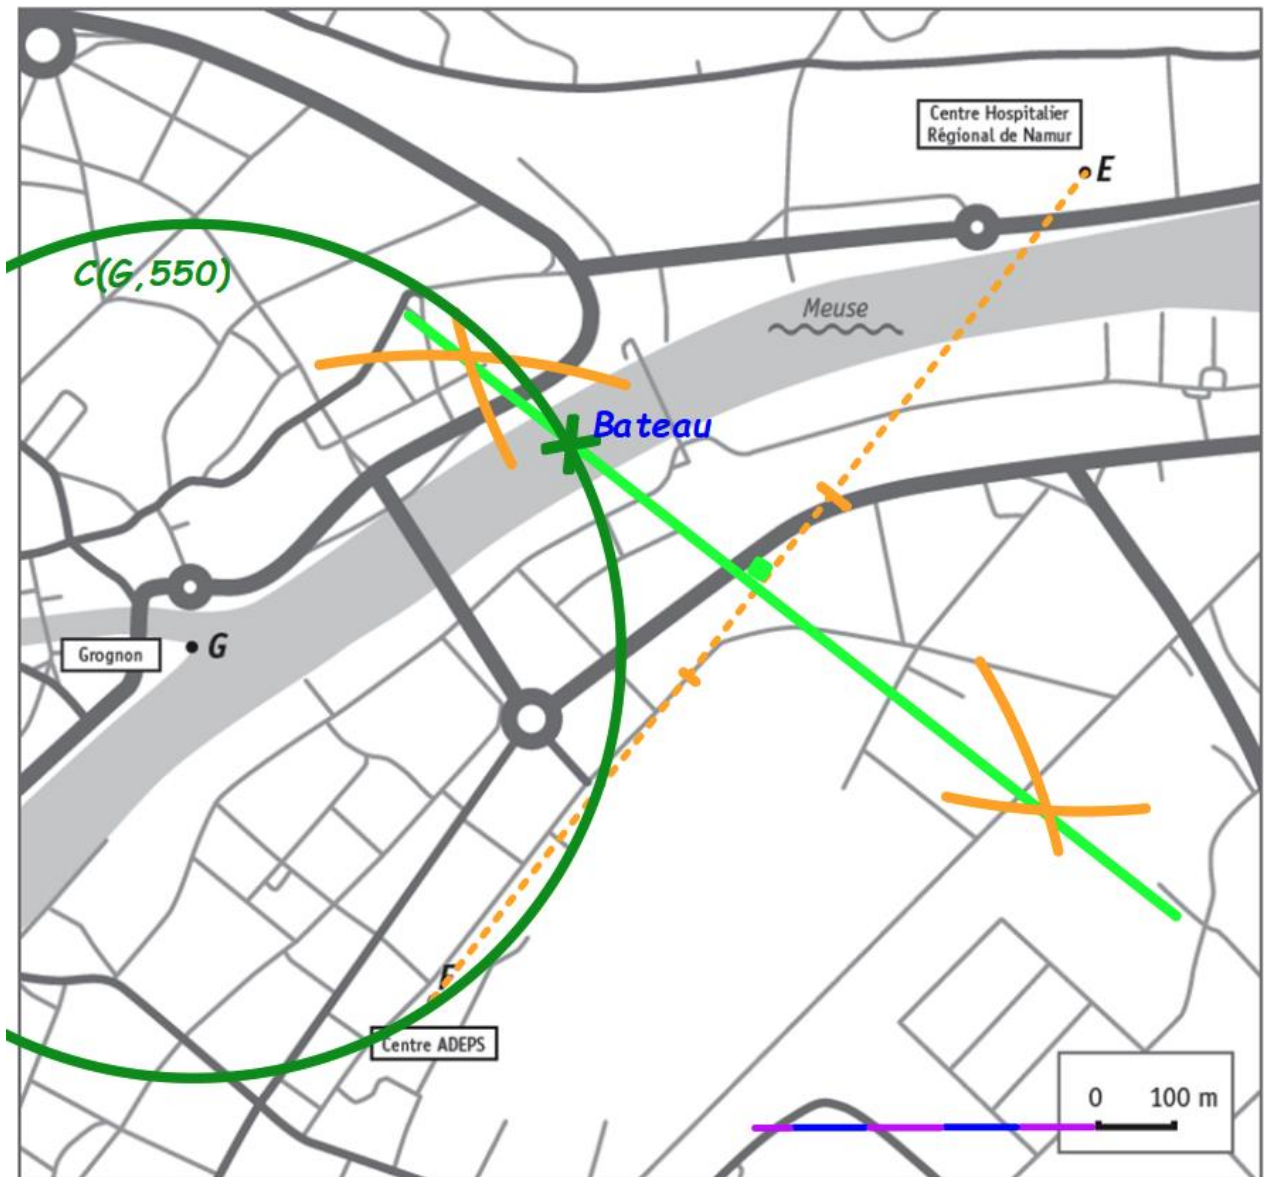 Centre Hospitalier
Régional de Namur
E
C(G,550)
Meuse
Bateau
Grognon
G
F
Centre ADEPS
0 100 m